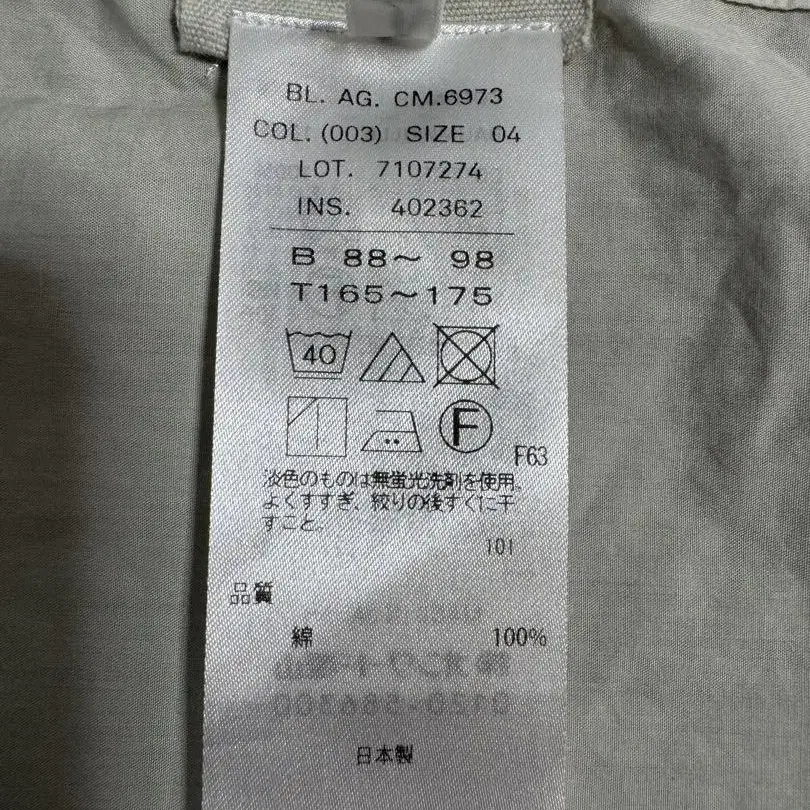 BL. AG. CM.6973
COL. (003) SIZE 04
LOT. 7107274
INS. 402362
B 88～ 98
T165～175
40
F
F63
淡色のものは無蛍光洗剤を使用。
よくすすぎ、絞りの後すぐに干
すこと。
101
品質
綿 100%
0120-586300
日本製